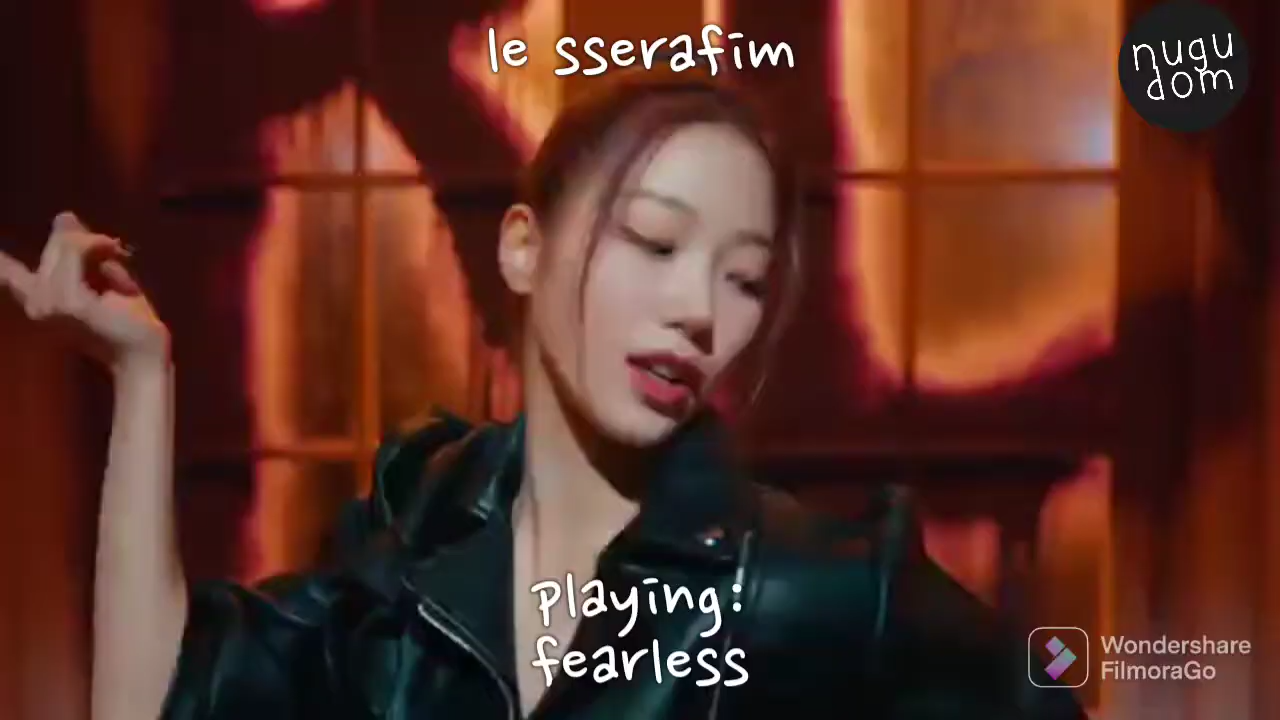 le sserafim
nugu
dom
playing:
fearless
Wondershare
FilmoraGo